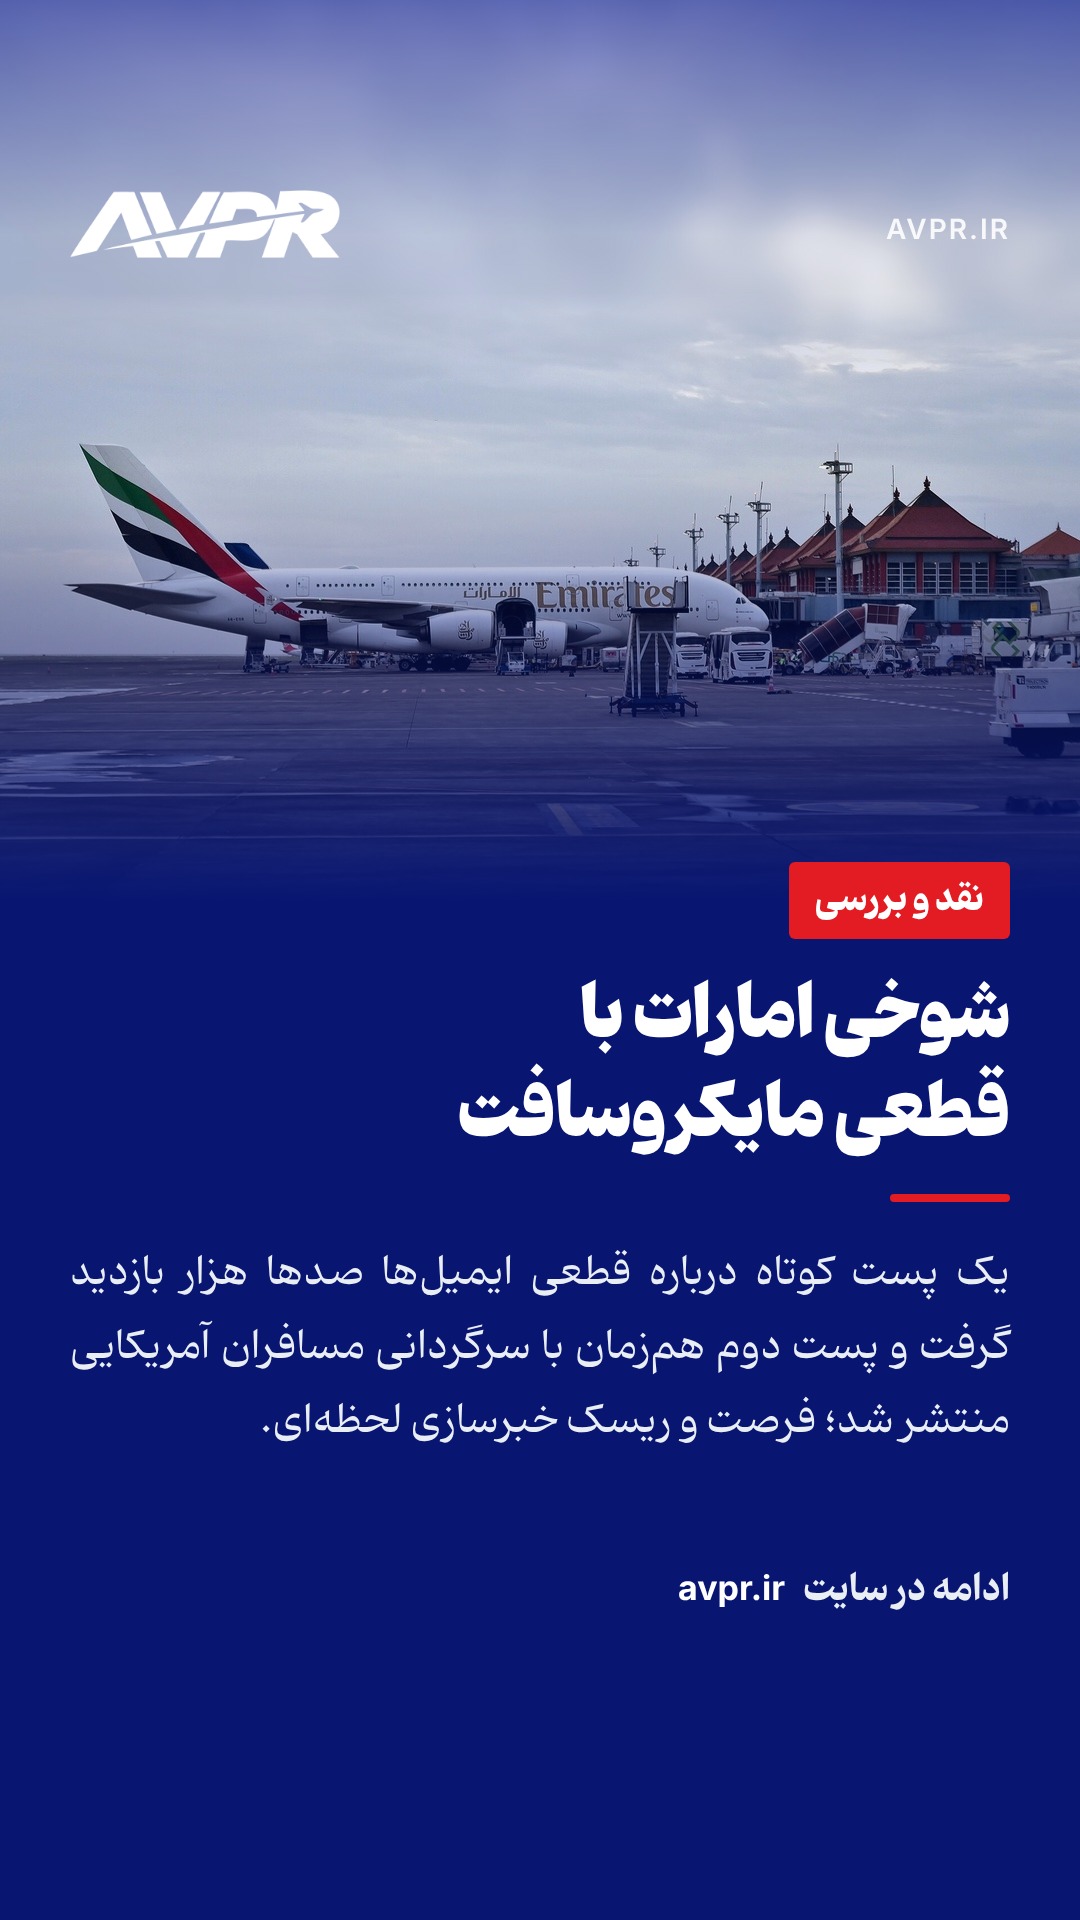 AVPR
AVPR.IR
الإمارات Emirates
نقد و بررسی
شوخی امارات با
قطعی مایکروسافت
یک پست کوتاه درباره قطعی ایمیل‌ها صدها هزار بازدید
گرفت و پست دوم هم‌زمان با سرگردانی مسافران آمریکایی
منتشر شد؛ فرصت و ریسک خبرسازی لحظه‌ای.
ادامه در سایت avpr.ir